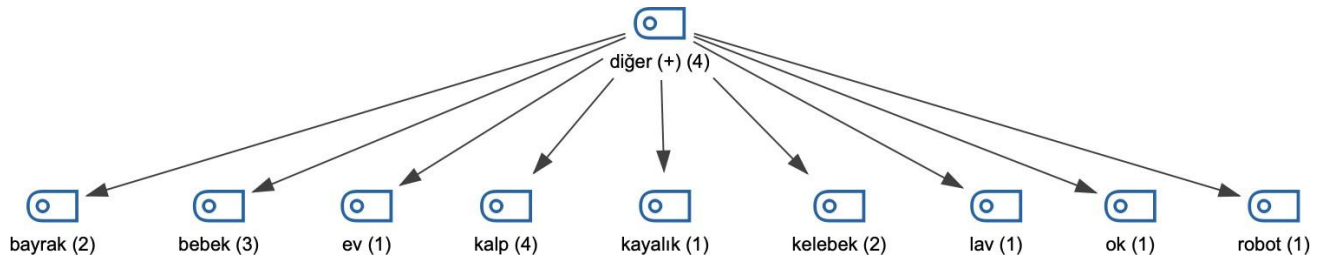 diğer (+) (4)
bayrak (2)
bebek (3)
ev (1)
kalp (4)
kayalık (1)
kelebek (2)
lav (1)
ok (1)
robot (1)